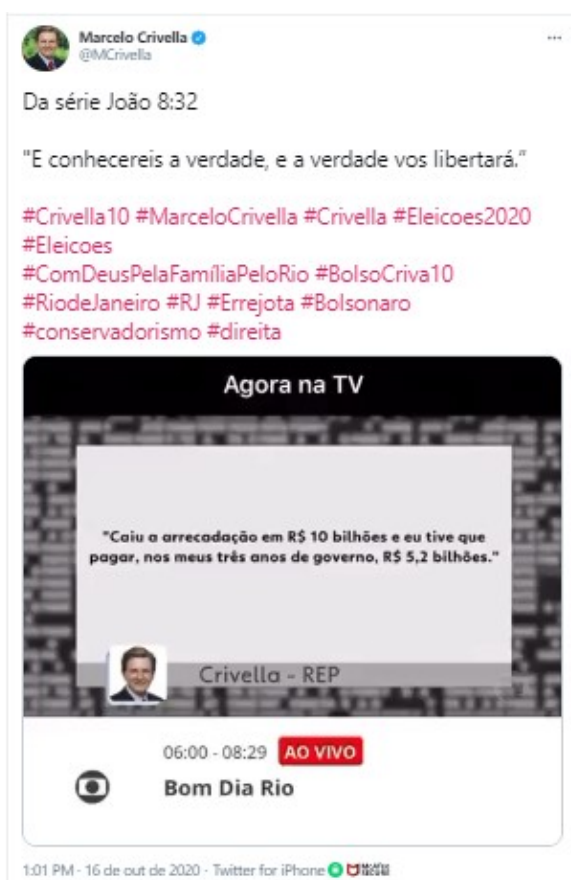 Marcelo Crivella
@MCrivella
Da série João 8:32
"E conhecereis a verdade, e a verdade vos libertará."
#Crivella10 #MarceloCrivella #Crivella #Eleicoes2020
#Eleicoes
#ComDeusPelaFamíliaPeloRio #BolsoCriva10
#RiodeJaneiro #RJ #Errejota #Bolsonaro
#conservadorismo #direita
Agora na TV
"Caiu a arrecadação em R$ 10 bilhões e eu tive que
pagar, nos meus três anos de governo, R$ 5,2 bilhões."
Crivella - REP
06:00 - 08:29 AO VIVO
Bom Dia Rio
1:01 PM · 16 de out de 2020 · Twitter for iPhone